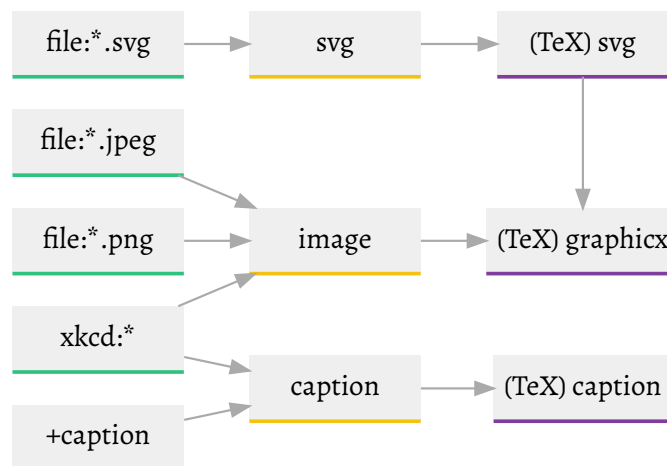 file:*.svg
svg
(TeX) svg
file:*.jpeg
file:*.png
image
(TeX) graphicx
xkcd:*
caption
(TeX) caption
+caption